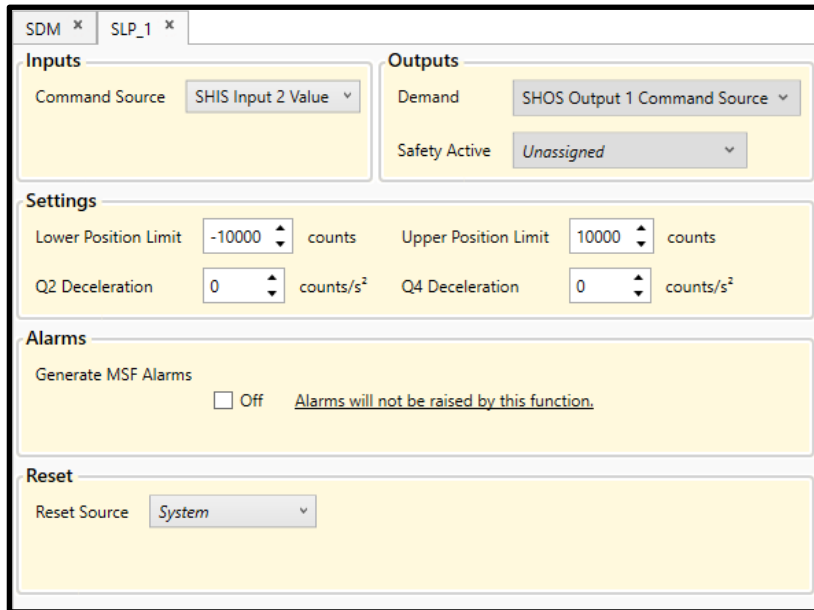 SDM × SLP_1 ×
Inputs
Command Source SHIS Input 2 Value
Outputs
Demand SHOS Output 1 Command Source
Safety Active Unassigned
Settings
Lower Position Limit -10000 counts Upper Position Limit 10000 counts
Q2 Deceleration 0 counts/s² Q4 Deceleration 0 counts/s²
Alarms
Generate MSF Alarms
Off Alarms will not be raised by this function.
Reset
Reset Source System